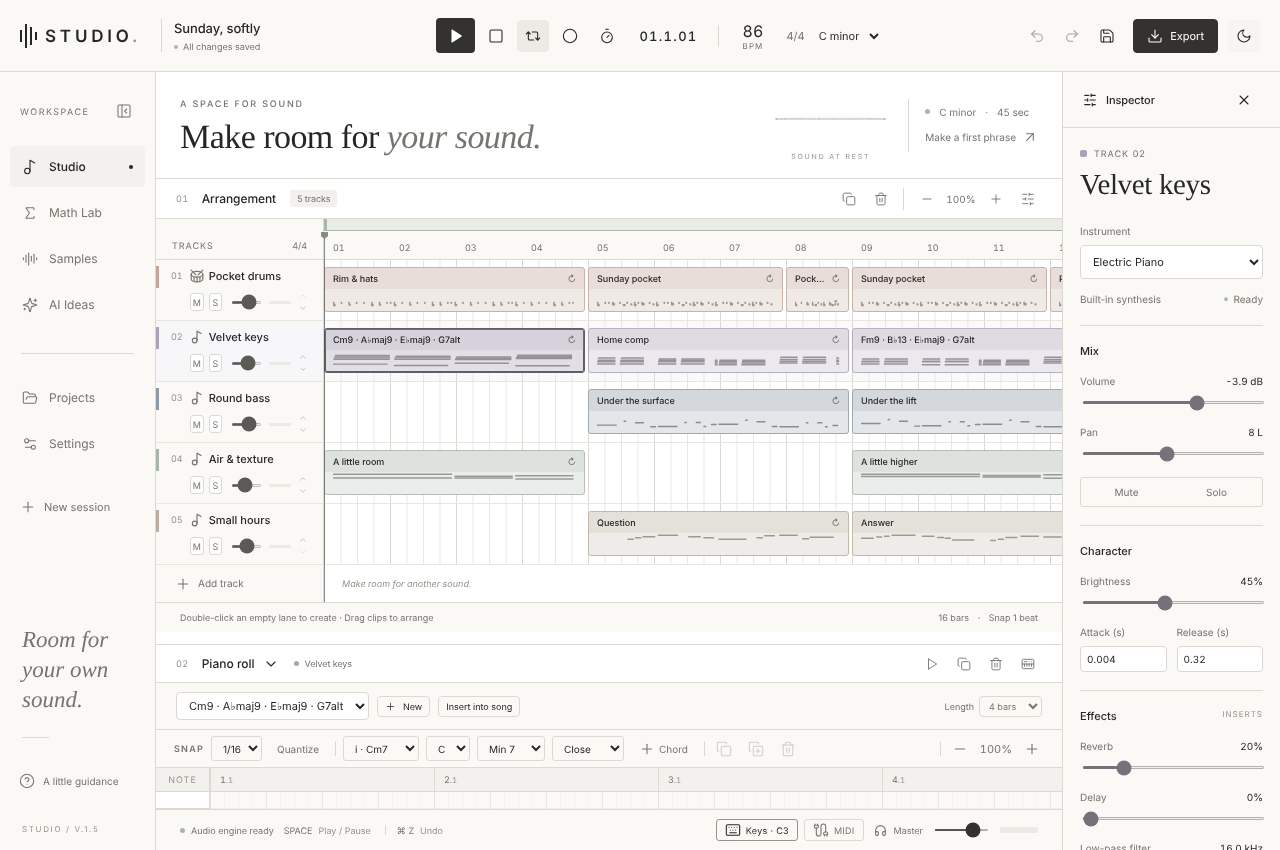 STUDIO.
Sunday, softly
All changes saved
01.1.01
86
BPM
4/4
C minor
Export
WORKSPACE
Studio
Math Lab
Samples
AI Ideas
Projects
Settings
New session
Room for
your own
sound.
A little guidance
STUDIO / V.1.5
A SPACE FOR SOUND
Make room for your sound.
SOUND AT REST
C minor · 45 sec
Make a first phrase
01 Arrangement 5 tracks
100%
TRACKS 4/4
01 02 03 04 05 06 07 08 09 10 11
01 Pocket drums
M S
Rim & hats
Sunday pocket
Pock...
Sunday pocket
02 Velvet keys
M S
Cm9 · A♭maj9 · E♭maj9 · G7alt
Home comp
Fm9 · B♭13 · E♭maj9 · G7alt
03 Round bass
M S
Under the surface
Under the lift
04 Air & texture
M S
A little room
A little higher
05 Small hours
M S
Question
Answer
Add track
Make room for another sound.
Double-click an empty lane to create · Drag clips to arrange
16 bars · Snap 1 beat
02 Piano roll
Velvet keys
Cm9 · A♭maj9 · E♭maj9 · G7alt
New
Insert into song
Length 4 bars
SNAP 1/16 Quantize i · Cm7 C Min 7 Close Chord
100%
NOTE 1.1 2.1 3.1 4.1
Audio engine ready SPACE Play / Pause ⌘ Z Undo
Keys · C3
MIDI
Master
Inspector
TRACK 02
Velvet keys
Instrument
Electric Piano
Built-in synthesis Ready
Mix
Volume -3.9 dB
Pan 8 L
Mute Solo
Character
Brightness 45%
Attack (s) Release (s)
0.004 0.32
Effects INSERTS
Reverb 20%
Delay 0%
Low-pass filter 16.0 kHz